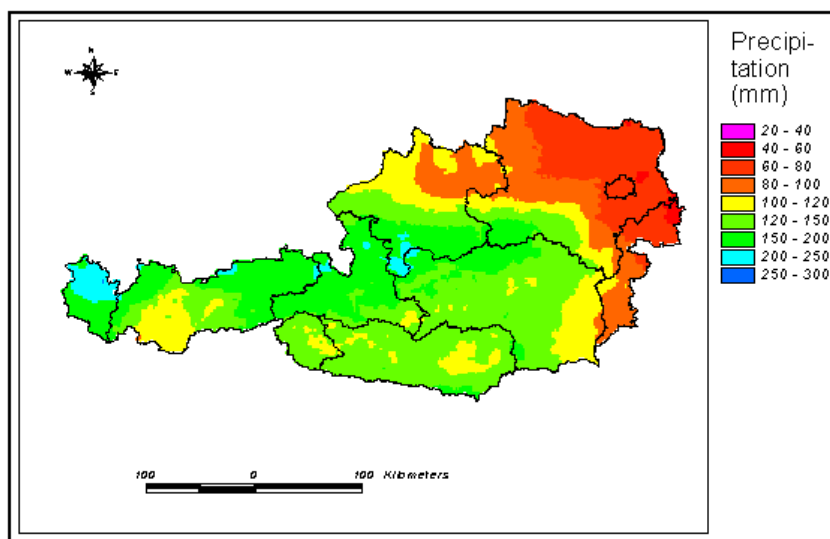 Precipi-
tation
(mm)
N
W E
S
20 - 40
40 - 60
60 - 80
80 - 100
100 - 120
120 - 150
150 - 200
200 - 250
250 - 300
100 0 100 Kilometers